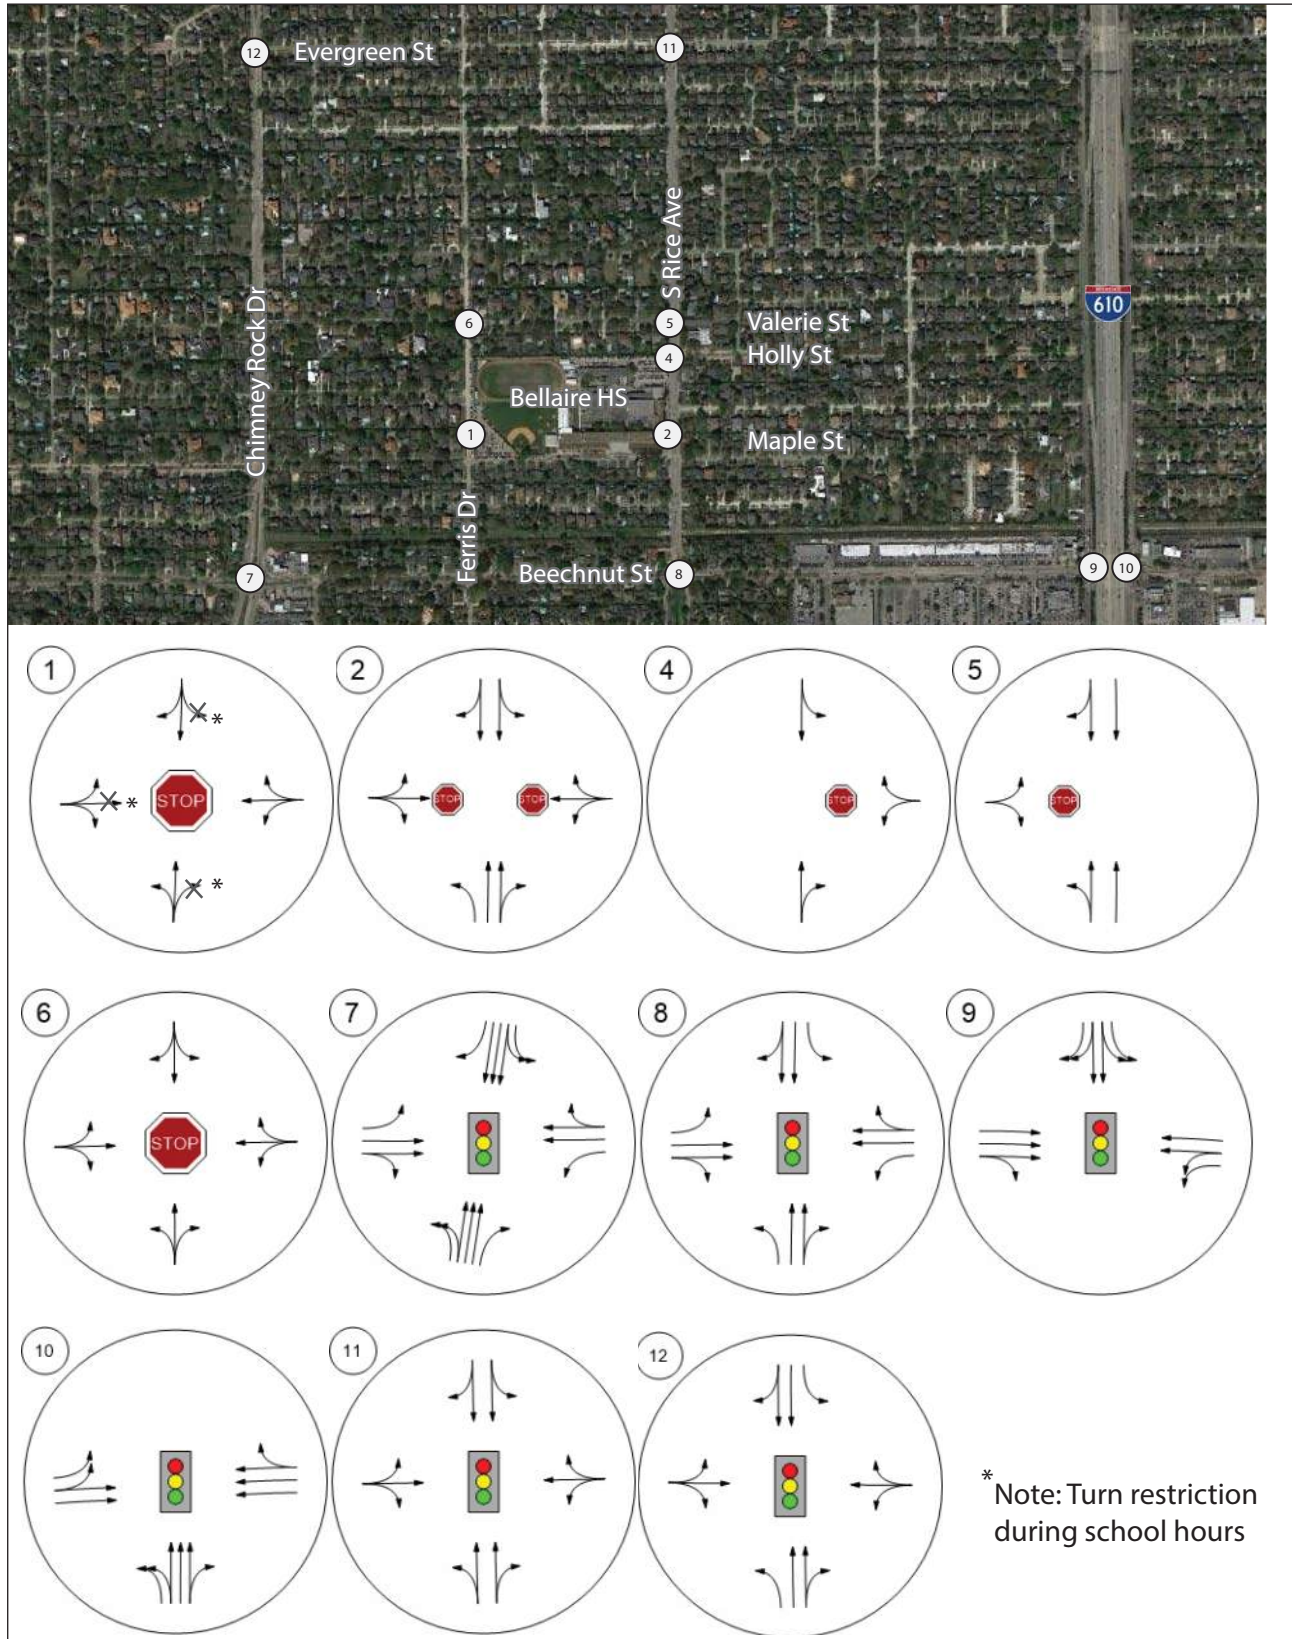 12
Evergreen St
11
Chimney Rock Dr
S Rice Ave
INTERSTATE
610
6
5
Valerie St
4
Holly St
Bellaire HS
1
2
Maple St
Ferris Dr
7
Beechnut St
8
9
10
1
2
4
5
*
* STOP
STOP STOP
STOP
STOP
*
6
7
8
9
STOP
10
11
12
*Note: Turn restriction
during school hours